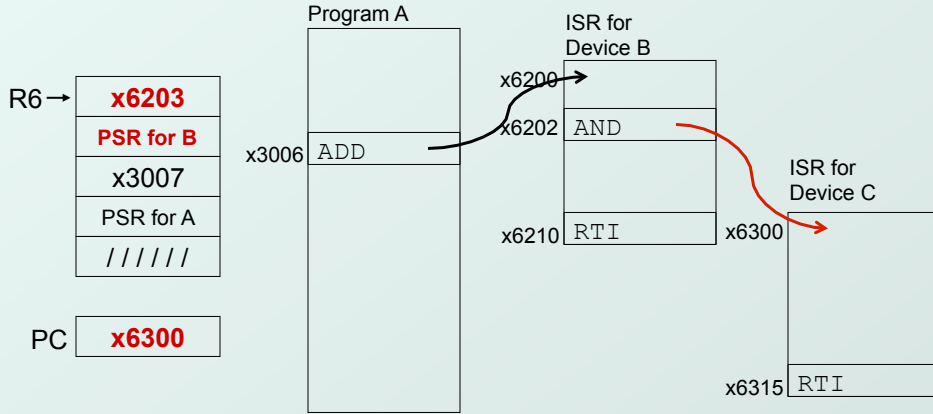 Program A
ISR for
Device B
R6
x6203
PSR for B
x3007
PSR for A
//////
PC
x6300
x3006
ADD
x6200
x6202
AND
x6210
RTI
ISR for
Device C
x6300
x6315
RTI